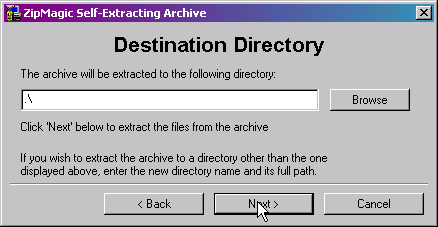 ZipMagic Self-Extracting Archive
Destination Directory
The archive will be extracted to the following directory:
.\
Browse
Click 'Next' below to extract the files from the archive
If you wish to extract the archive to a directory other than the one
displayed above, enter the new directory name and its full path.
< Back
Next >
Cancel